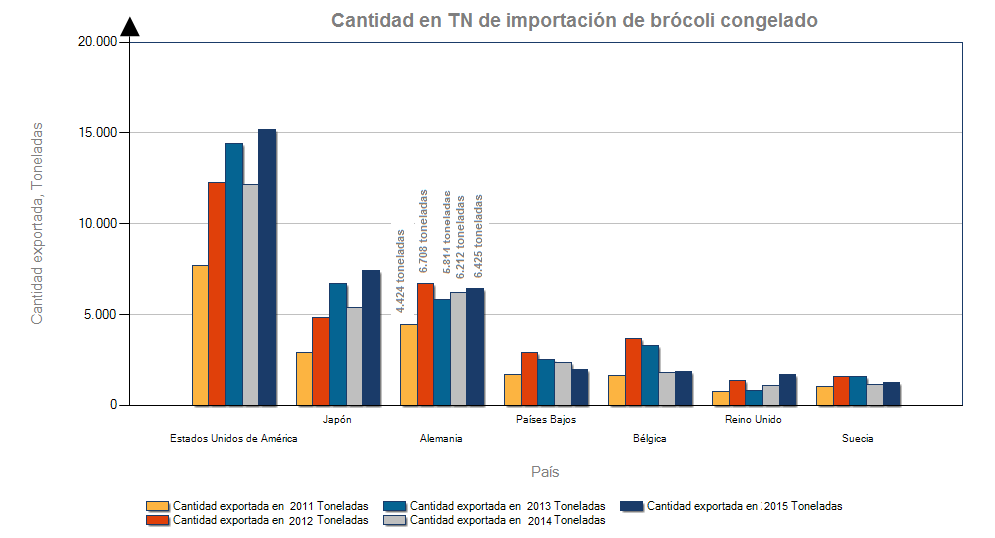 Cantidad en TN de importación de brócoli congelado
20.000
15.000
10.000
5.000
0
Cantidad exportada, Toneladas
4.424 toneladas
6.708 toneladas
5.814 toneladas
6.212 toneladas
6.425 toneladas
Japón
Países Bajos
Reino Unido
Estados Unidos de América
Alemania
Bélgica
Suecia
País
Cantidad exportada en 2011 Toneladas
Cantidad exportada en 2013 Toneladas
Cantidad exportada en 2015 Toneladas
Cantidad exportada en 2012 Toneladas
Cantidad exportada en 2014 Toneladas